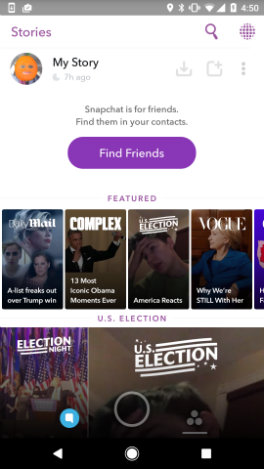 4:50
Stories
My Story
7h ago
Snapchat is for friends.
Find them in your contacts.
Find Friends
FEATURED
Daily Mail
A-list freaks out
over Trump win
COMPLEX
13 Most
Iconic Obama
Moments Ever
U.S.
ELECTION
America Reacts
VOGUE
Why We're
STILL With Her
U.S. ELECTION
ELECTION
NIGHT
U.S.
ELECTION